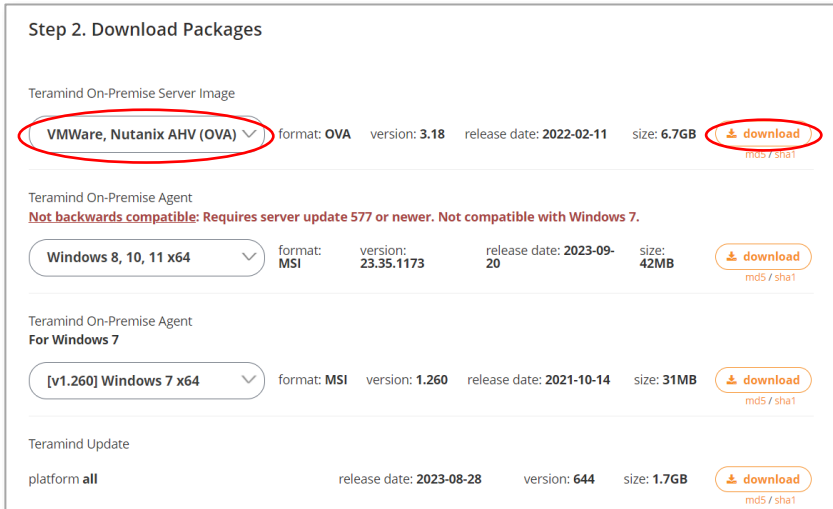 Step 2. Download Packages
Teramind On-Premise Server Image
VMWare, Nutanix AHV (OVA) format: OVA version: 3.18 release date: 2022-02-11 size: 6.7GB download
md5 / sha1
Teramind On-Premise Agent
Not backwards compatible: Requires server update 577 or newer. Not compatible with Windows 7.
Windows 8, 10, 11 x64 format: MSI version: 23.35.1173 release date: 2023-09-20 size: 42MB download
md5 / sha1
Teramind On-Premise Agent
For Windows 7
[v1.260] Windows 7 x64 format: MSI version: 1.260 release date: 2021-10-14 size: 31MB download
md5 / sha1
Teramind Update
platform all release date: 2023-08-28 version: 644 size: 1.7GB download
md5 / sha1